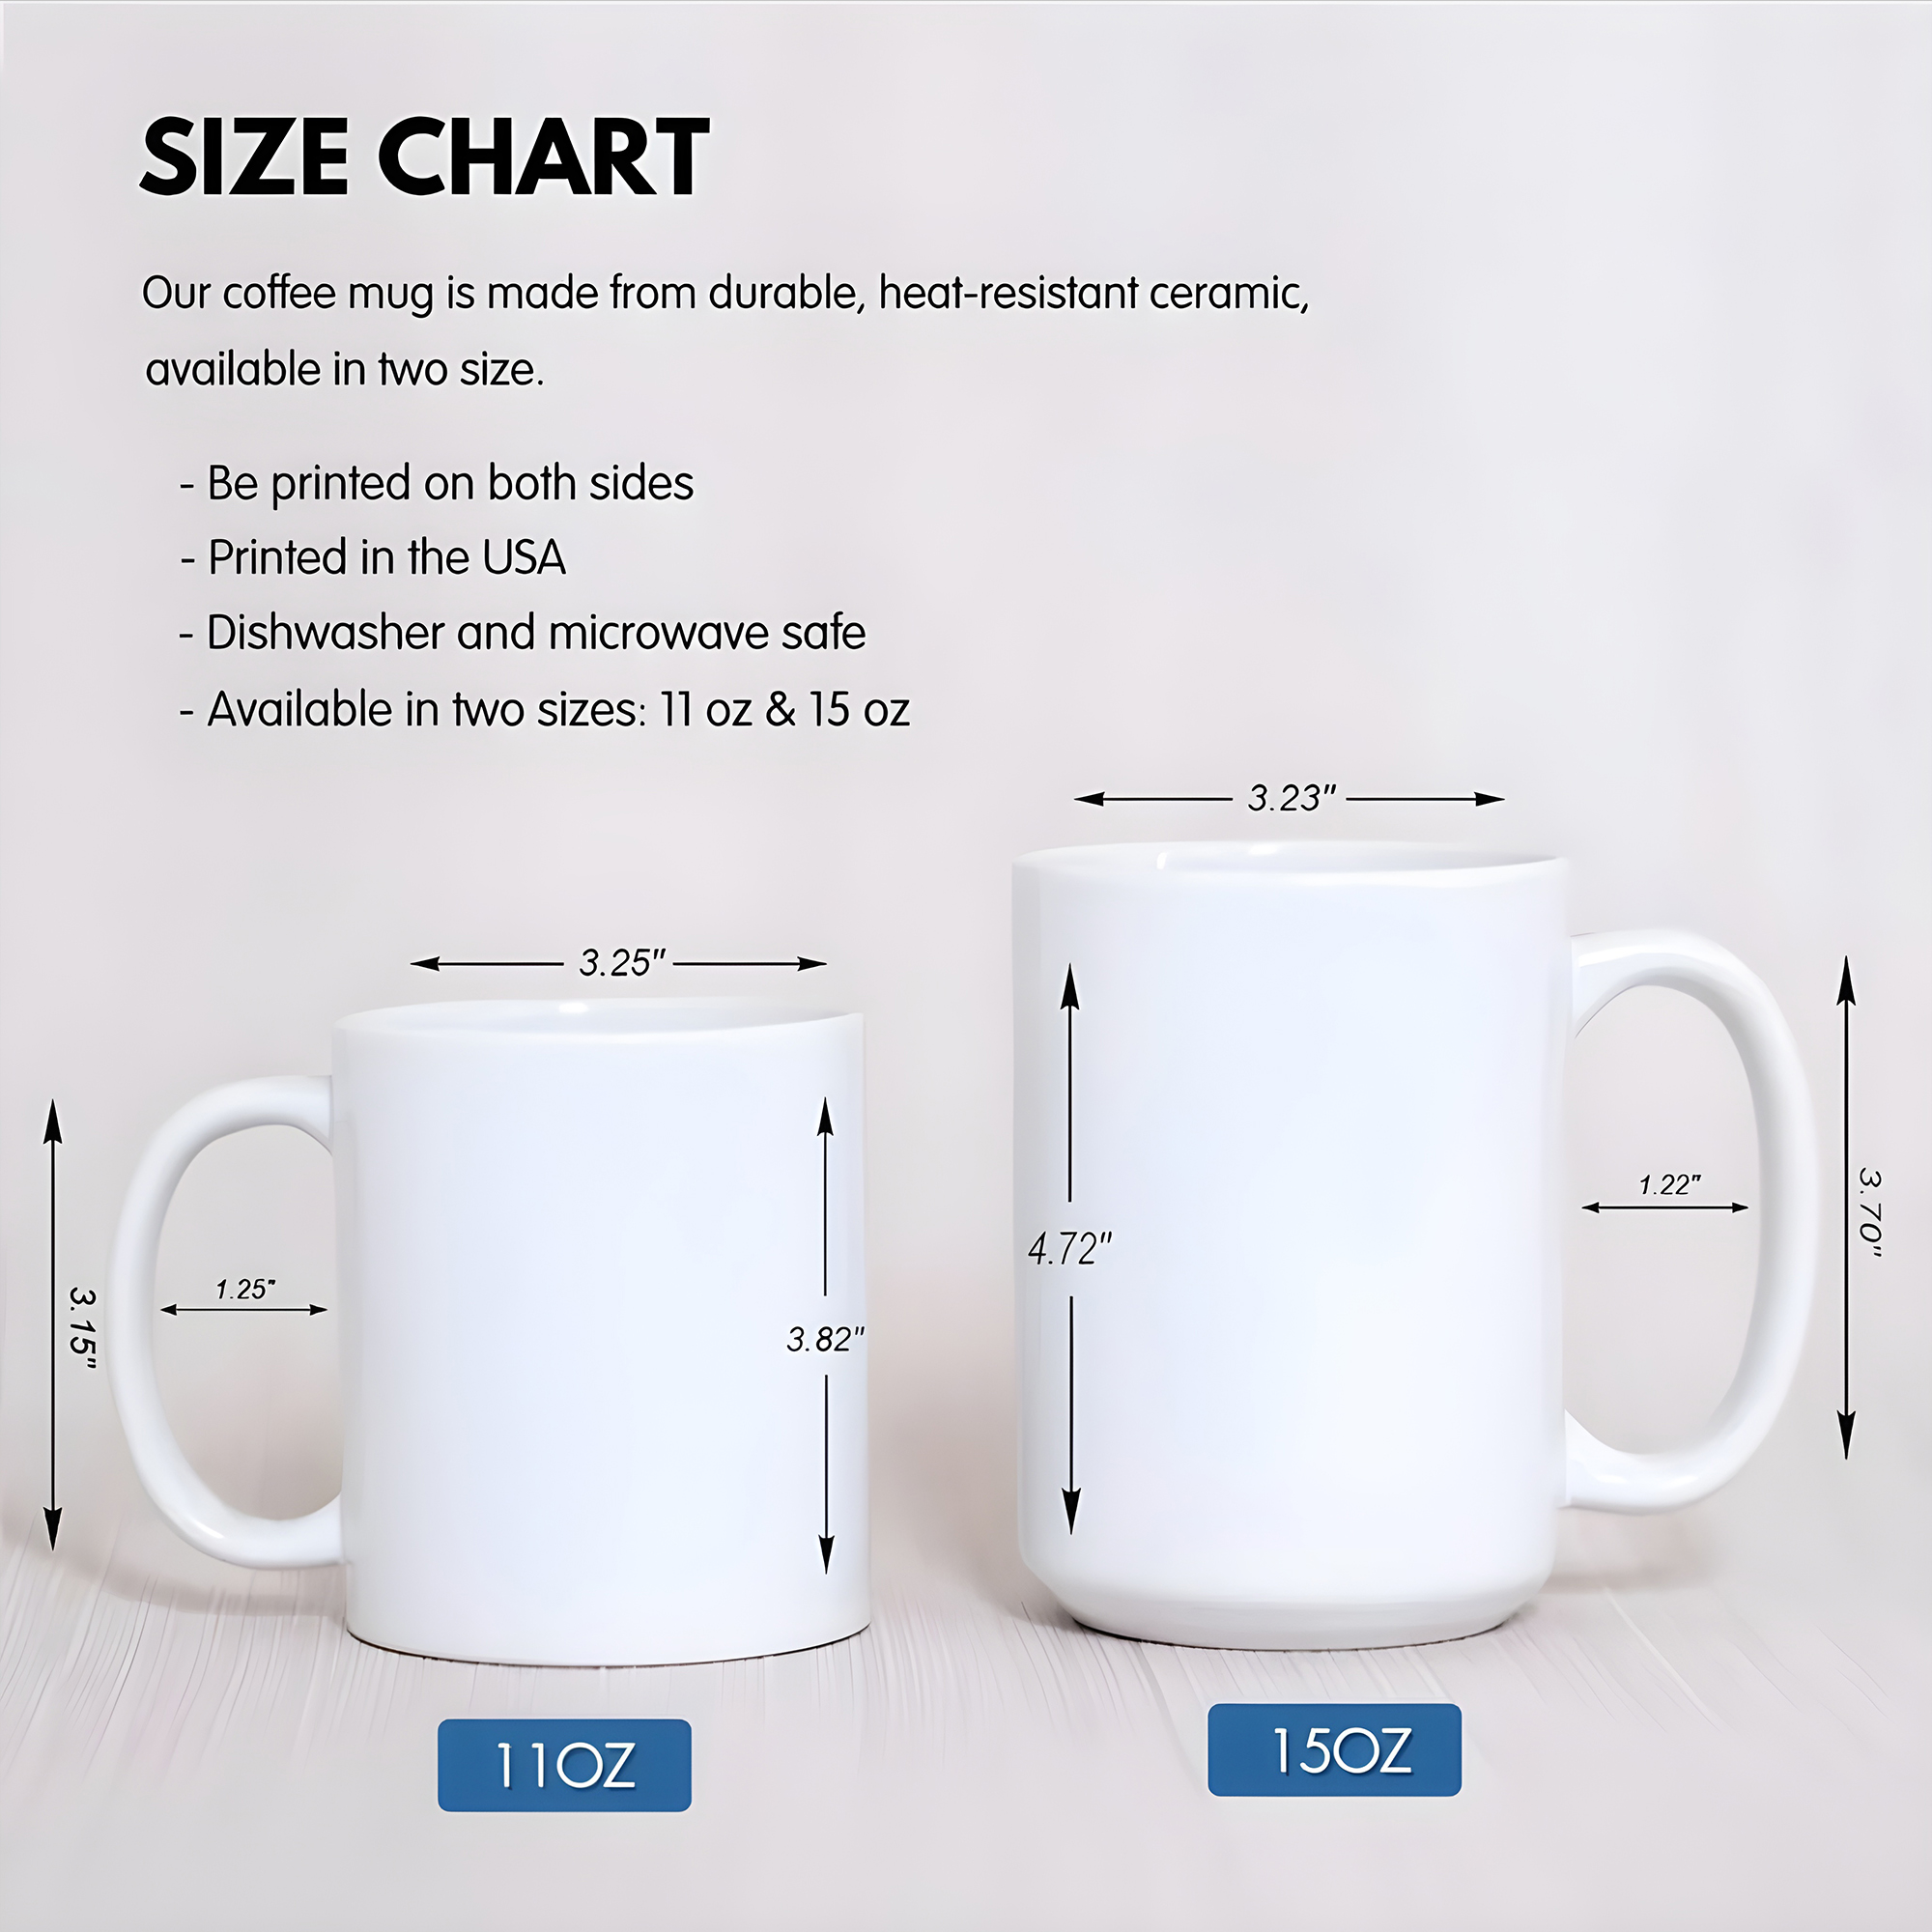 SIZE CHART
Our coffee mug is made from durable, heat-resistant ceramic,
available in two size.
- Be printed on both sides
- Printed in the USA
- Dishwasher and microwave safe
- Available in two sizes: 11 oz & 15 oz
3.25"
3.15"
1.25"
3.82"
11OZ
3.23"
4.72"
1.22"
3.70"
15OZ